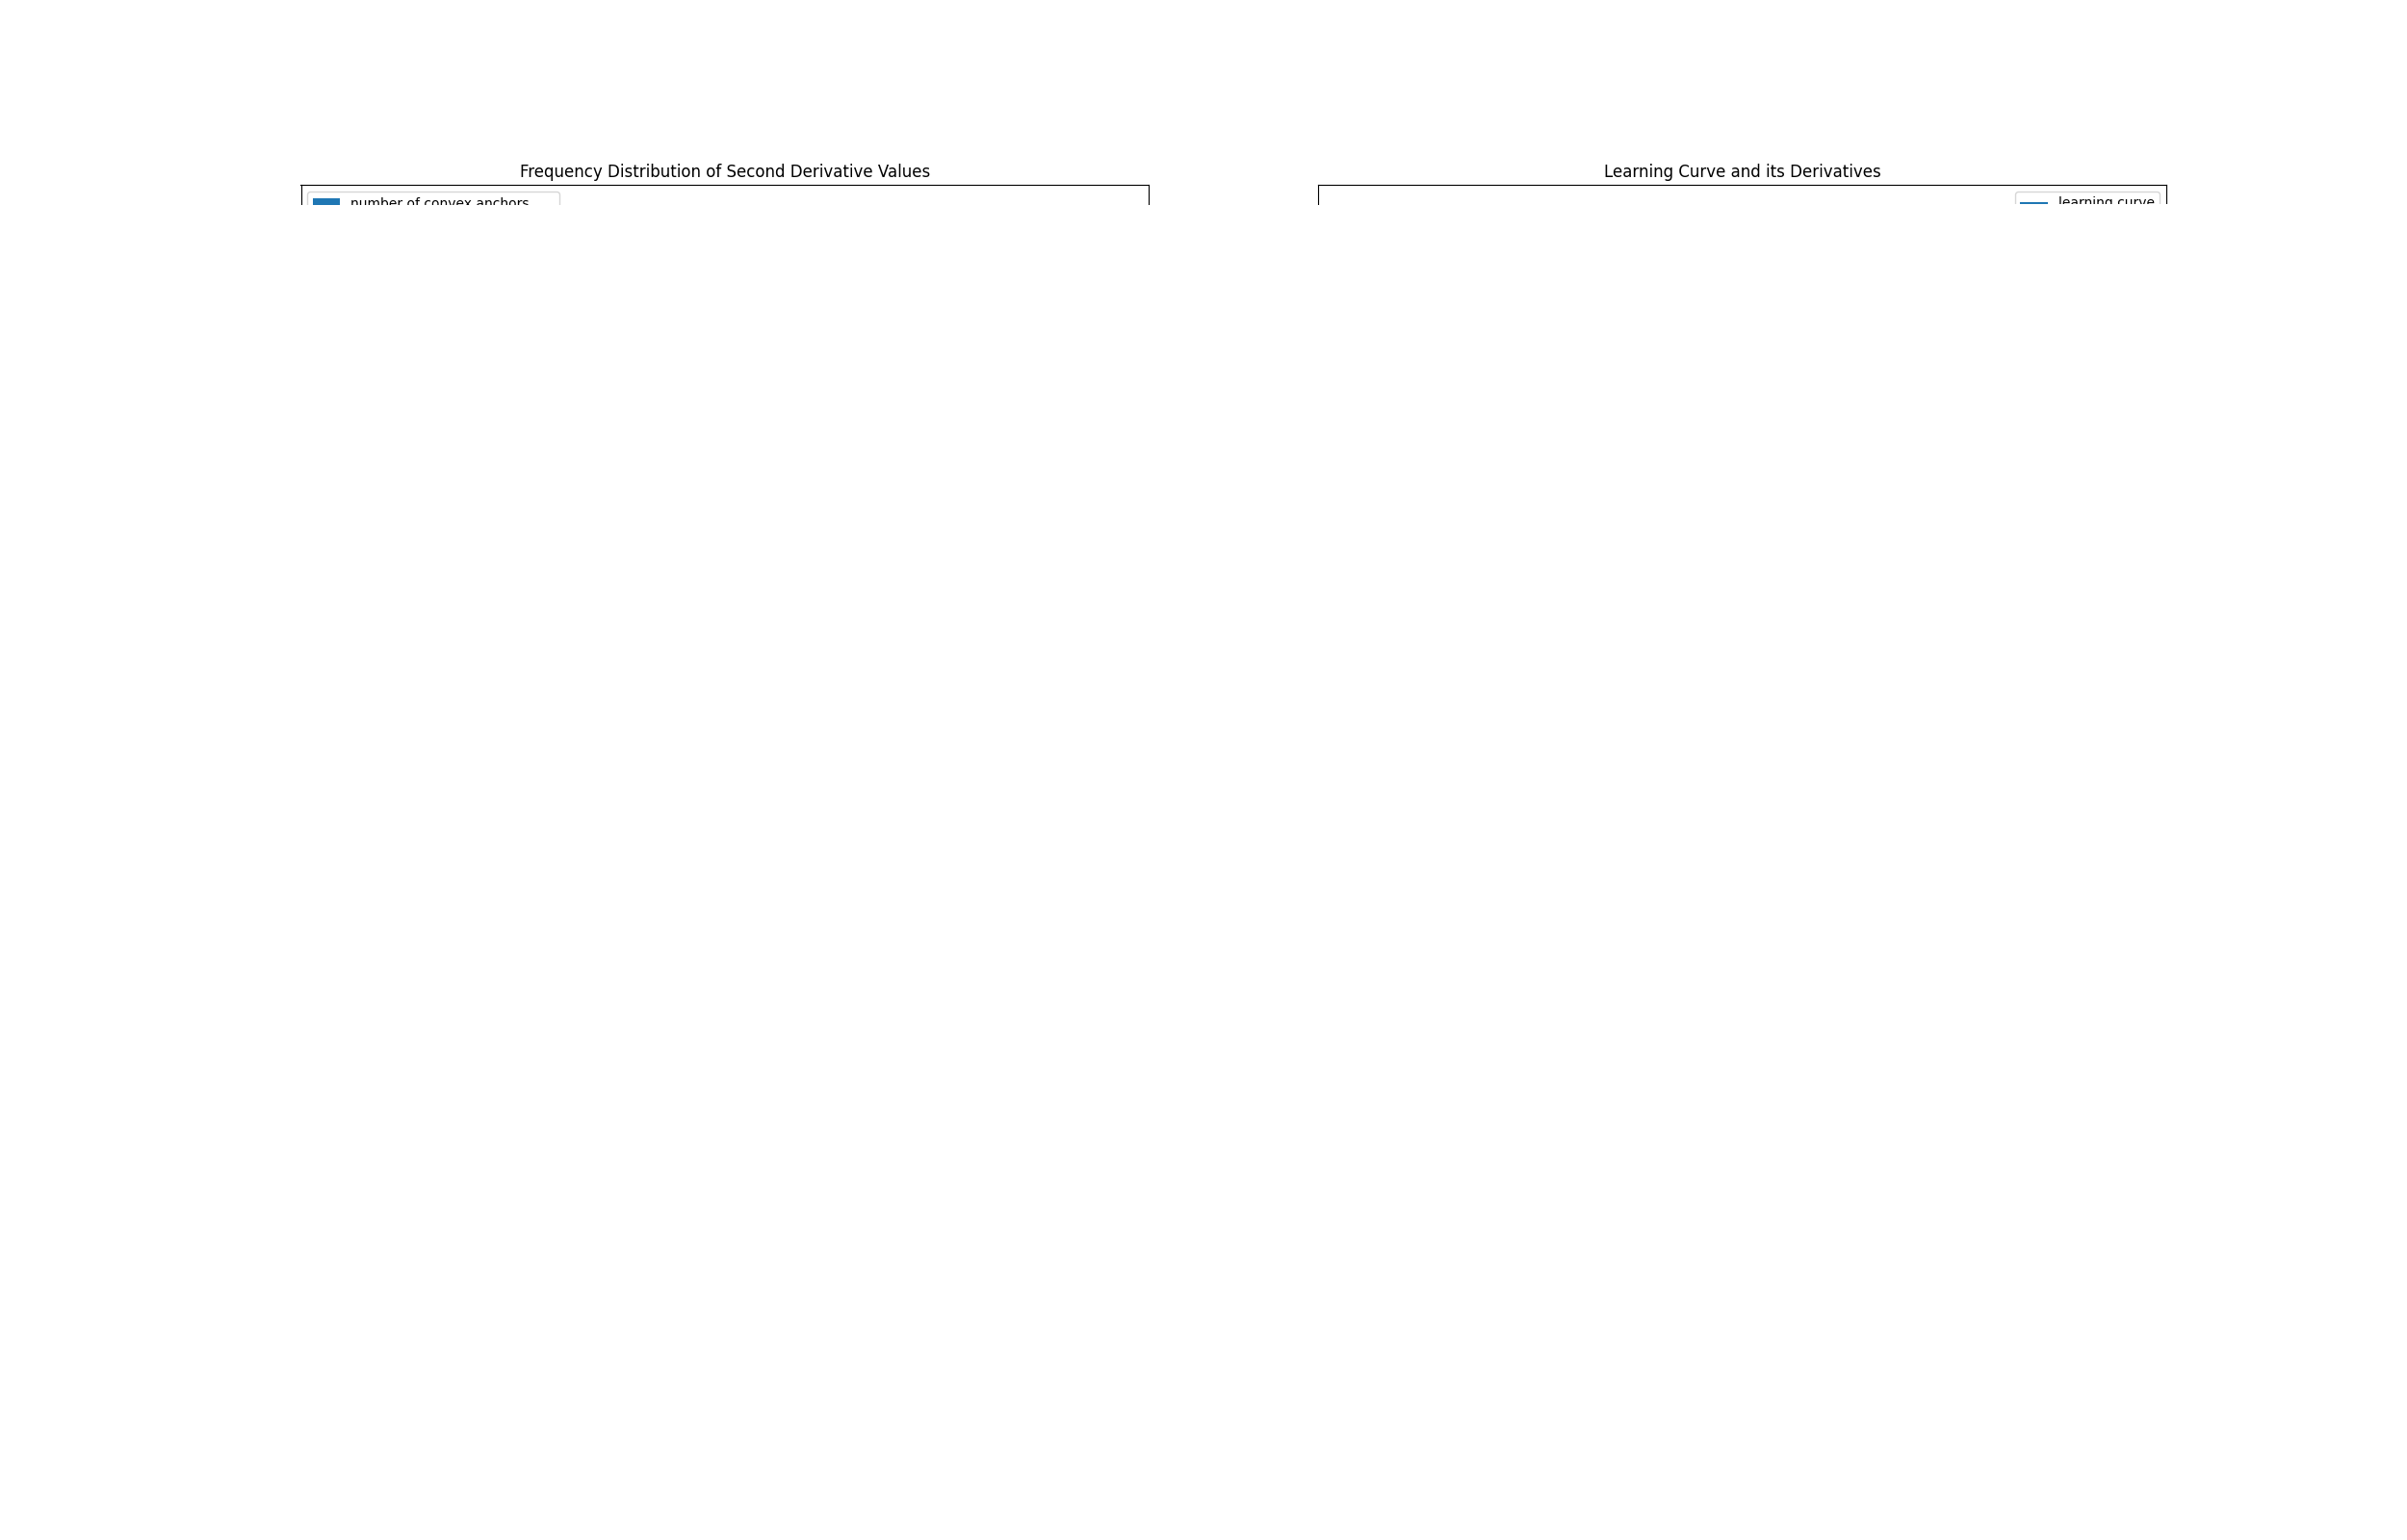 Frequency Distribution of Second Derivative Values
Learning Curve and its Derivatives
number of convex anchors
learning curve